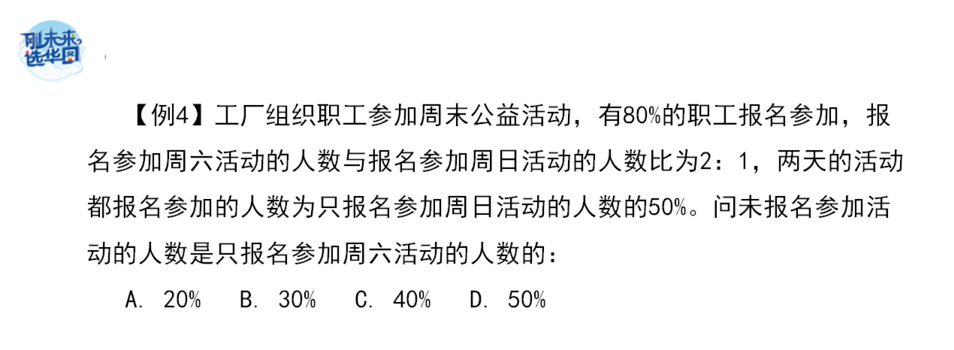 刷未来
选华图
【例4】工厂组织职工参加周末公益活动，有80%的职工报名参加，报
名参加周六活动的人数与报名参加周日活动的人数比为2：1，两天的活动
都报名参加的人数为只报名参加周日活动的人数的50%。问未报名参加活
动的人数是只报名参加周六活动的人数的：
A. 20% B. 30% C. 40% D. 50%